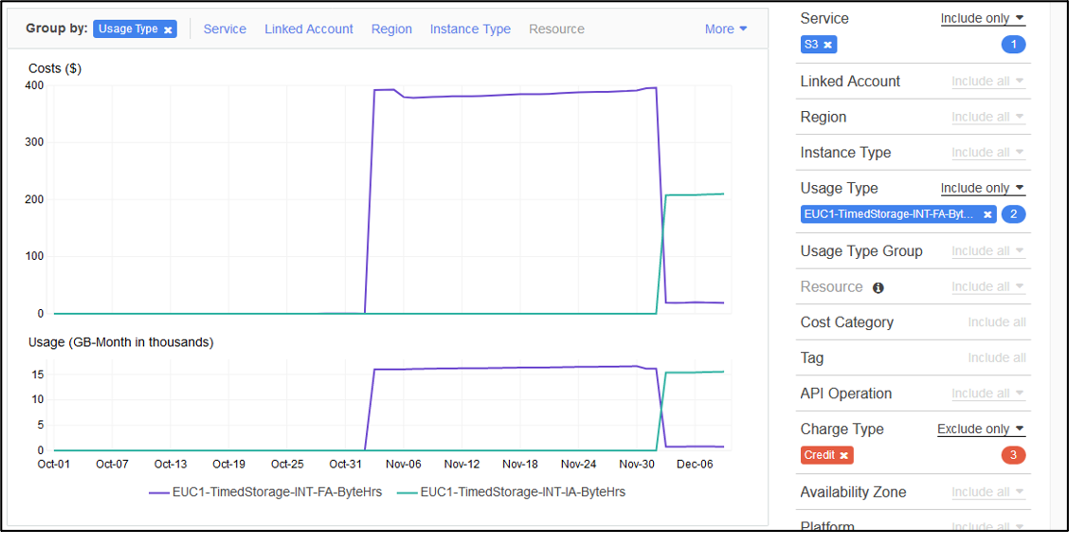 Group by: Usage Type × Service Linked Account Region Instance Type Resource More
Costs ($)
400
300
200
100
0
Usage (GB-Month in thousands)
15
10
5
0
Oct-01 Oct-07 Oct-13 Oct-19 Oct-25 Oct-31 Nov-06 Nov-12 Nov-18 Nov-24 Nov-30 Dec-06
EUC1-TimedStorage-INT-FA-ByteHrs EUC1-TimedStorage-INT-IA-ByteHrs
Service Include only
S3 × 1
Linked Account Include all
Region Include all
Instance Type Include all
Usage Type Include only
EUC1-TimedStorage-INT-FA-Byt... × 2
Usage Type Group Include all
Resource i Include all
Cost Category Include all
Tag Include all
API Operation Include all
Charge Type Exclude only
Credit × 3
Availability Zone Include all
Platform Include all